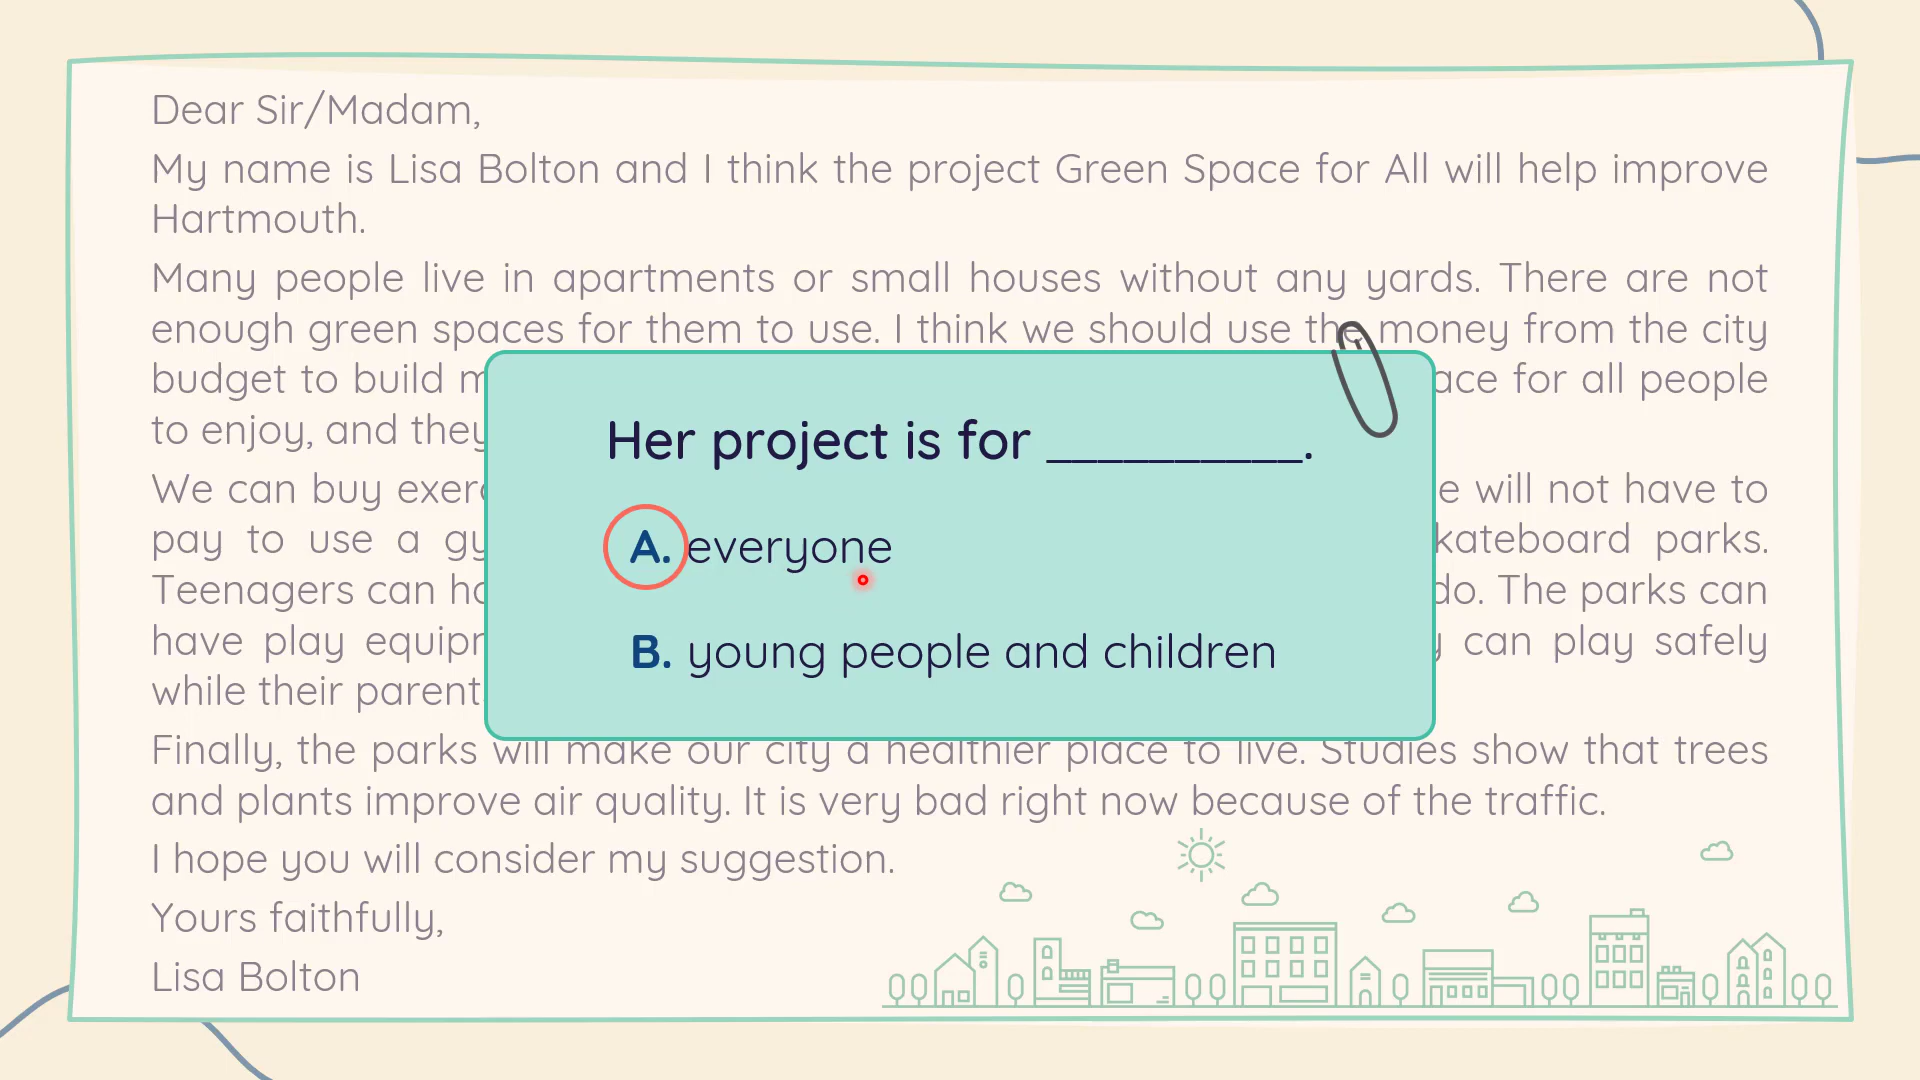 Dear Sir/Madam,
My name is Lisa Bolton and I think the project Green Space for All will help improve
Hartmouth.
Many people live in apartments or small houses without any yards. There are not
enough green spaces for them to use. I think we should use the money from the city
budget to build for all people
to enjoy, and they
Her project is for __________.
We can buy will not have to
pay to use a parks.
A. everyone
Teenagers can do. The parks can
have play can play safely
B. young people and children
while their
Finally, the parks will make our city a healthier place to live. Studies show that trees
and plants improve air quality. It is very bad right now because of the traffic.
I hope you will consider my suggestion.
Yours faithfully,
Lisa Bolton